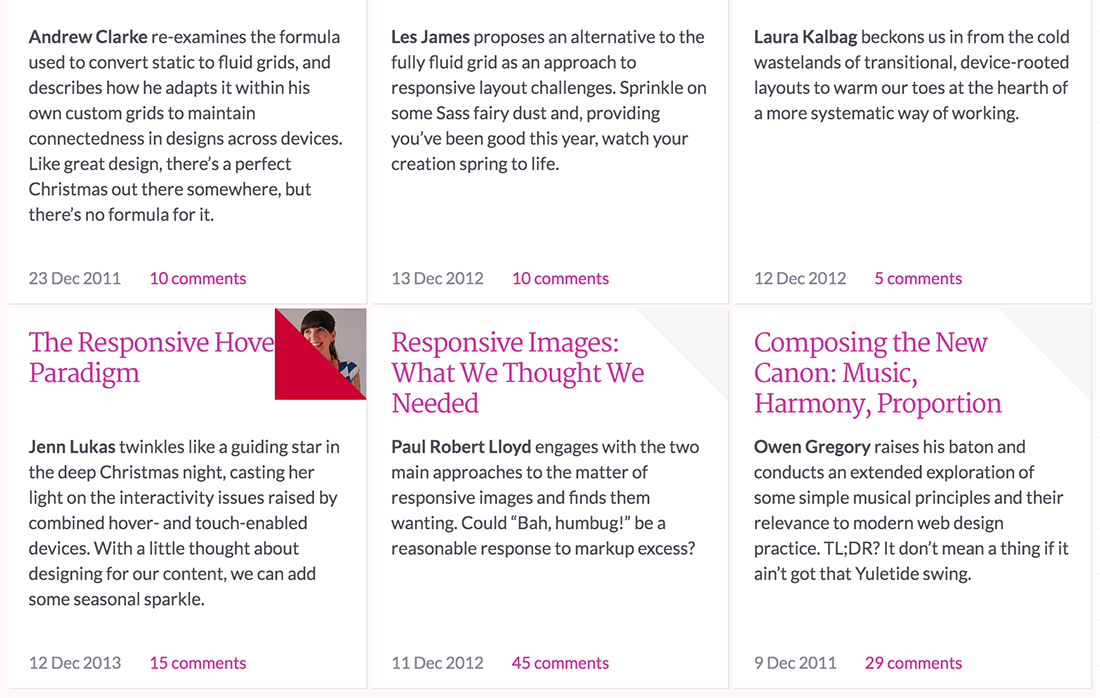 Andrew Clarke re-examines the formula
used to convert static to fluid grids, and
describes how he adapts it within his
own custom grids to maintain
connectedness in designs across devices.
Like great design, there’s a perfect
Christmas out there somewhere, but
there’s no formula for it.
23 Dec 2011 10 comments
Les James proposes an alternative to the
fully fluid grid as an approach to
responsive layout challenges. Sprinkle on
some Sass fairy dust and, providing
you’ve been good this year, watch your
creation spring to life.
13 Dec 2012 10 comments
Laura Kalbag beckons us in from the cold
wastelands of transitional, device-rooted
layouts to warm our toes at the hearth of
a more systematic way of working.
12 Dec 2012 5 comments
The Responsive Hove
Paradigm
Jenn Lukas twinkles like a guiding star in
the deep Christmas night, casting her
light on the interactivity issues raised by
combined hover- and touch-enabled
devices. With a little thought about
designing for our content, we can add
some seasonal sparkle.
12 Dec 2013 15 comments
Responsive Images:
What We Thought We
Needed
Paul Robert Lloyd engages with the two
main approaches to the matter of
responsive images and finds them
wanting. Could “Bah, humbug!” be a
reasonable response to markup excess?
11 Dec 2012 45 comments
Composing the New
Canon: Music,
Harmony, Proportion
Owen Gregory raises his baton and
conducts an extended exploration of
some simple musical principles and their
relevance to modern web design
practice. TL;DR? It don’t mean a thing if it
ain’t got that Yuletide swing.
9 Dec 2011 29 comments